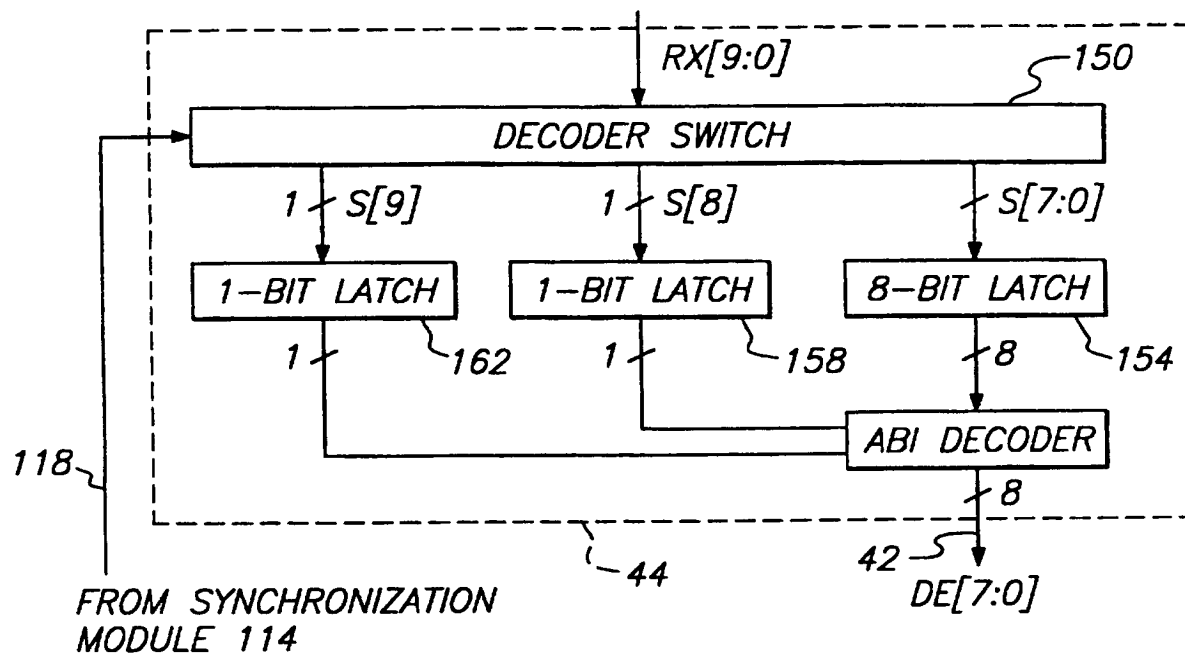 RX[9:0]
150
DECODER SWITCH
1 S[9]
1 S[8]
S[7:0]
1-BIT LATCH
1-BIT LATCH
8-BIT LATCH
1
162
1
158
8
154
ABI DECODER
118
8
42
44
DE[7:0]
FROM SYNCHRONIZATION
MODULE 114